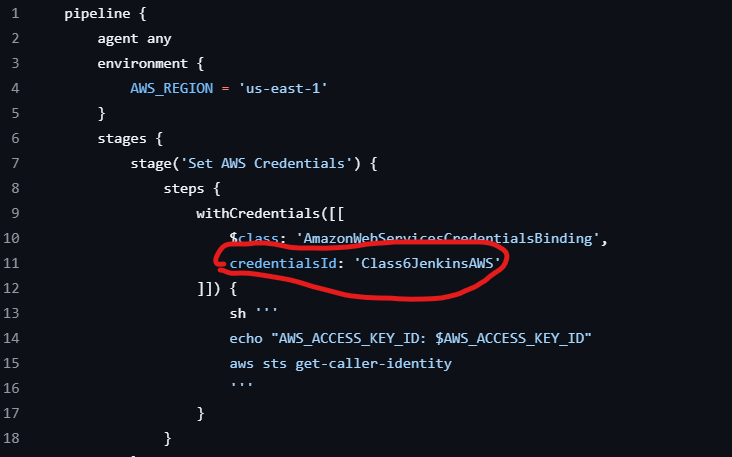 1 pipeline {
2 agent any
3 environment {
4 AWS_REGION = 'us-east-1'
5 }
6 stages {
7 stage('Set AWS Credentials') {
8 steps {
9 withCredentials([[
10 $class: 'AmazonWebServicesCredentialsBinding',
11 credentialsId: 'Class6JenkinsAWS'
12 ]]) {
13 sh '''
14 echo "AWS_ACCESS_KEY_ID: $AWS_ACCESS_KEY_ID"
15 aws sts get-caller-identity
16 '''
17 }
18 }